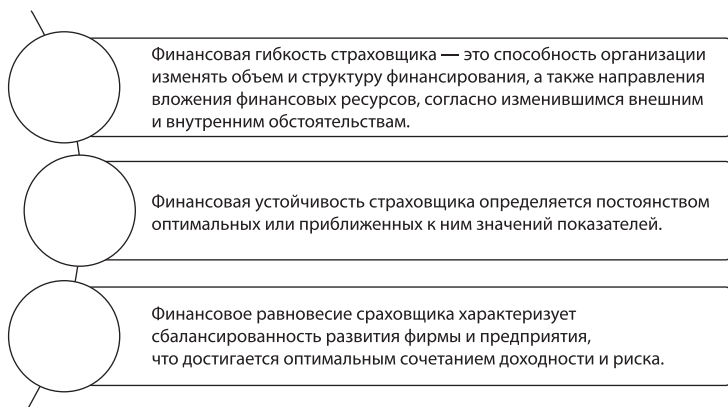 Финансовая гибкость страховщика — это способность организации
изменять объем и структуру финансирования, а также направления
вложения финансовых ресурсов, согласно изменившимся внешним
и внутренним обстоятельствам.
Финансовая устойчивость страховщика определяется постоянством
оптимальных или приближенных к ним значений показателей.
Финансовое равновесие сраховщика характеризует
сбалансированность развития фирмы и предприятия,
что достигается оптимальным сочетанием доходности и риска.